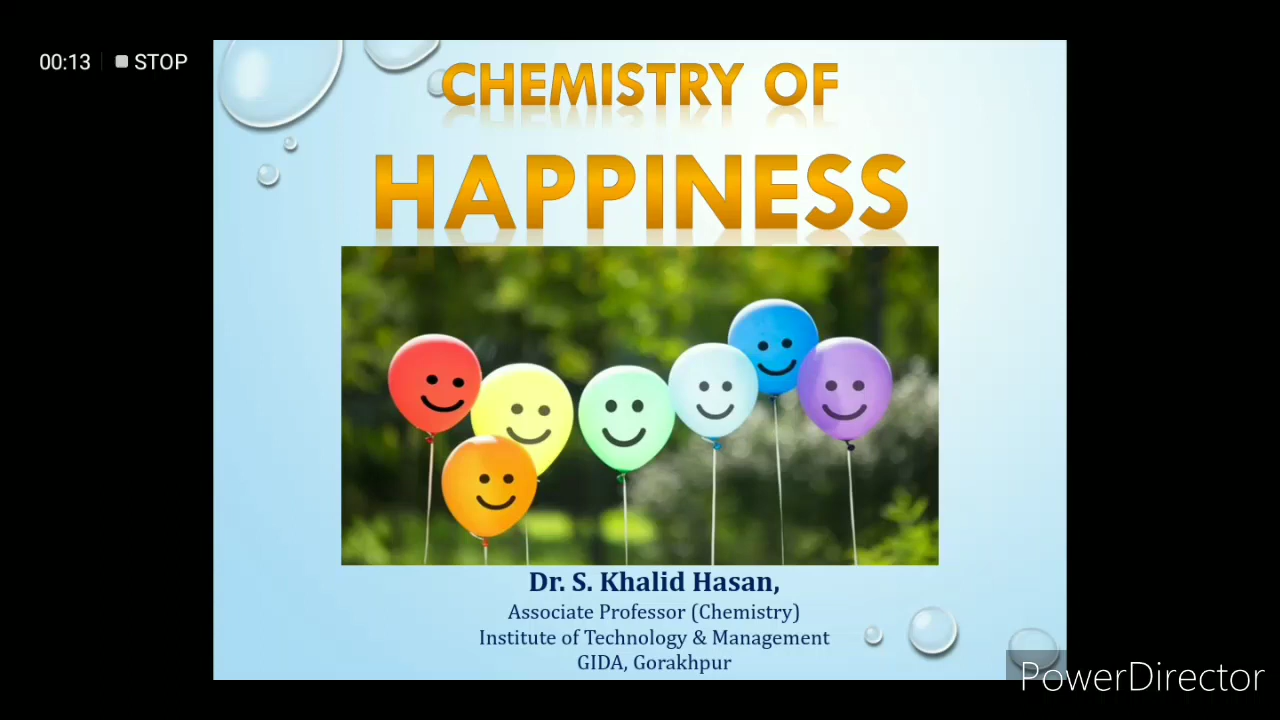 00:13 STOP
CHEMISTRY OF
HAPPINESS
Dr. S. Khalid Hasan,
Associate Professor (Chemistry)
Institute of Technology & Management
GIDA, Gorakhpur
PowerDirector